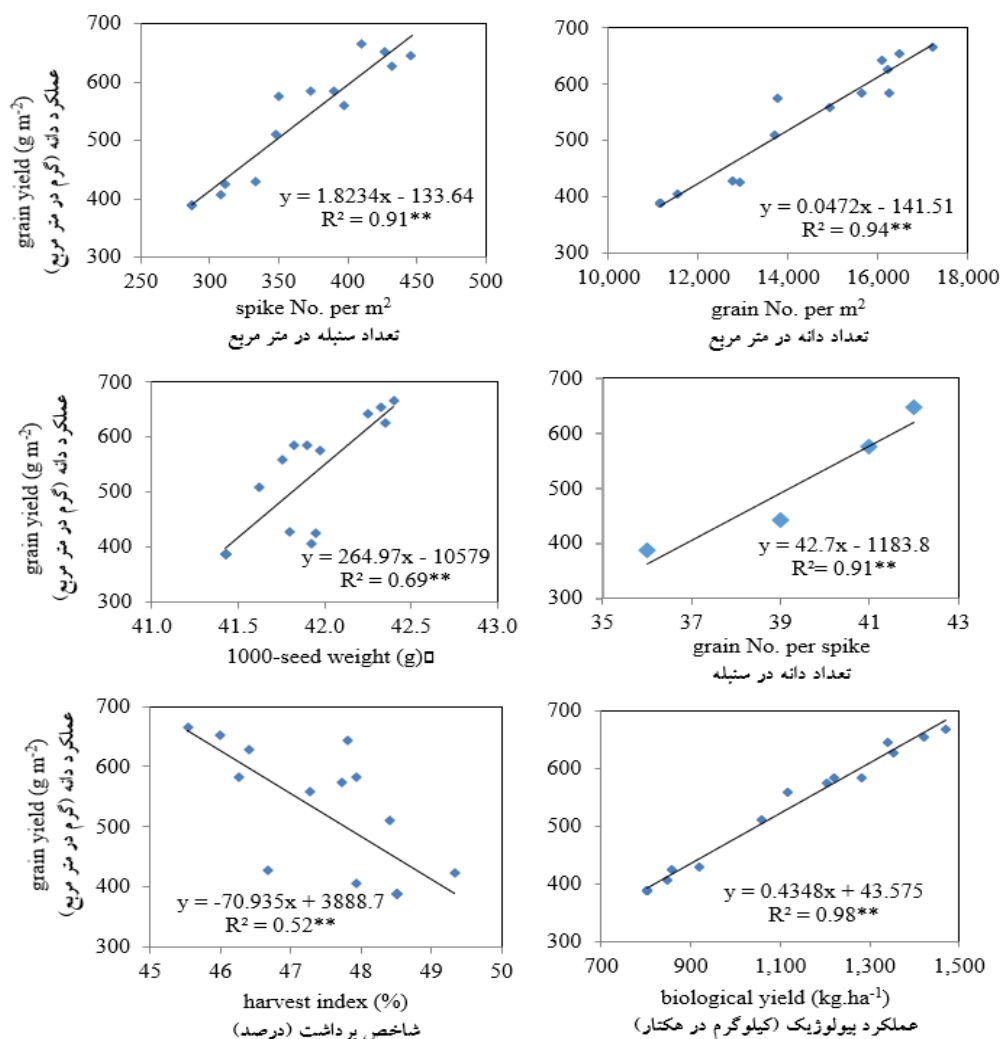 700
600
500
400
300
250
300
350
400
450
500
y = 1.8234x - 133.64
R² = 0.91**
grain yield (g m⁻²)
عملکرد دانه (گرم در متر مربع)
spike No. per m²
تعداد سنبله در متر مربع
700
600
500
400
300
10,000
12,000
14,000
16,000
18,000
y = 0.0472x - 141.51
R² = 0.94**
grain No. per m²
تعداد دانه در متر مربع
700
600
500
400
300
41.0
41.5
42.0
42.5
43.0
y = 264.97x - 10579
R² = 0.69**
grain yield (g m⁻²)
عملکرد دانه (گرم در متر مربع)
1000-seed weight (g)□
700
600
500
400
300
35
37
39
41
43
y = 42.7x - 1183.8
R²= 0.91**
grain No. per spike
تعداد دانه در سنبله
700
600
500
400
300
45
46
47
48
49
50
y = -70.935x + 3888.7
R² = 0.52**
grain yield (g m⁻²)
عملکرد دانه (گرم در متر مربع)
harvest index (%)
شاخص برداشت (درصد)
700
600
500
400
300
700
900
1,100
1,300
1,500
y = 0.4348x + 43.575
R² = 0.98**
biological yield (kg.ha⁻¹)
عملکرد بیولوژیک (کیلوگرم در هکتار)